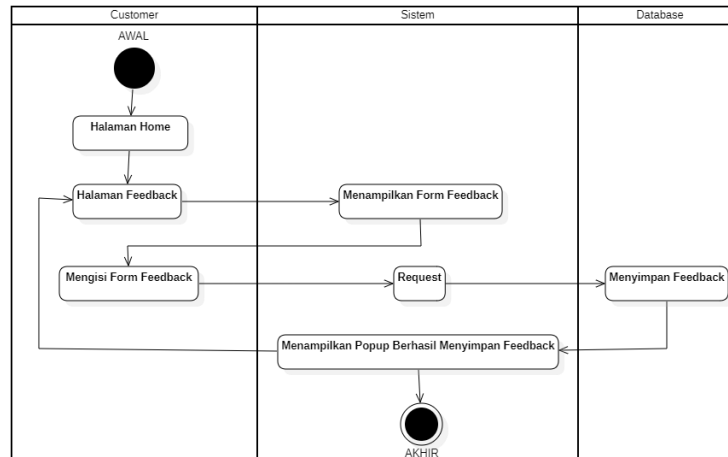 Customer
Sistem
Database
AWAL
Halaman Home
Halaman Feedback
Menampilkan Form Feedback
Mengisi Form Feedback
Request
Menyimpan Feedback
Menampilkan Popup Berhasil Menyimpan Feedback
AKHIR